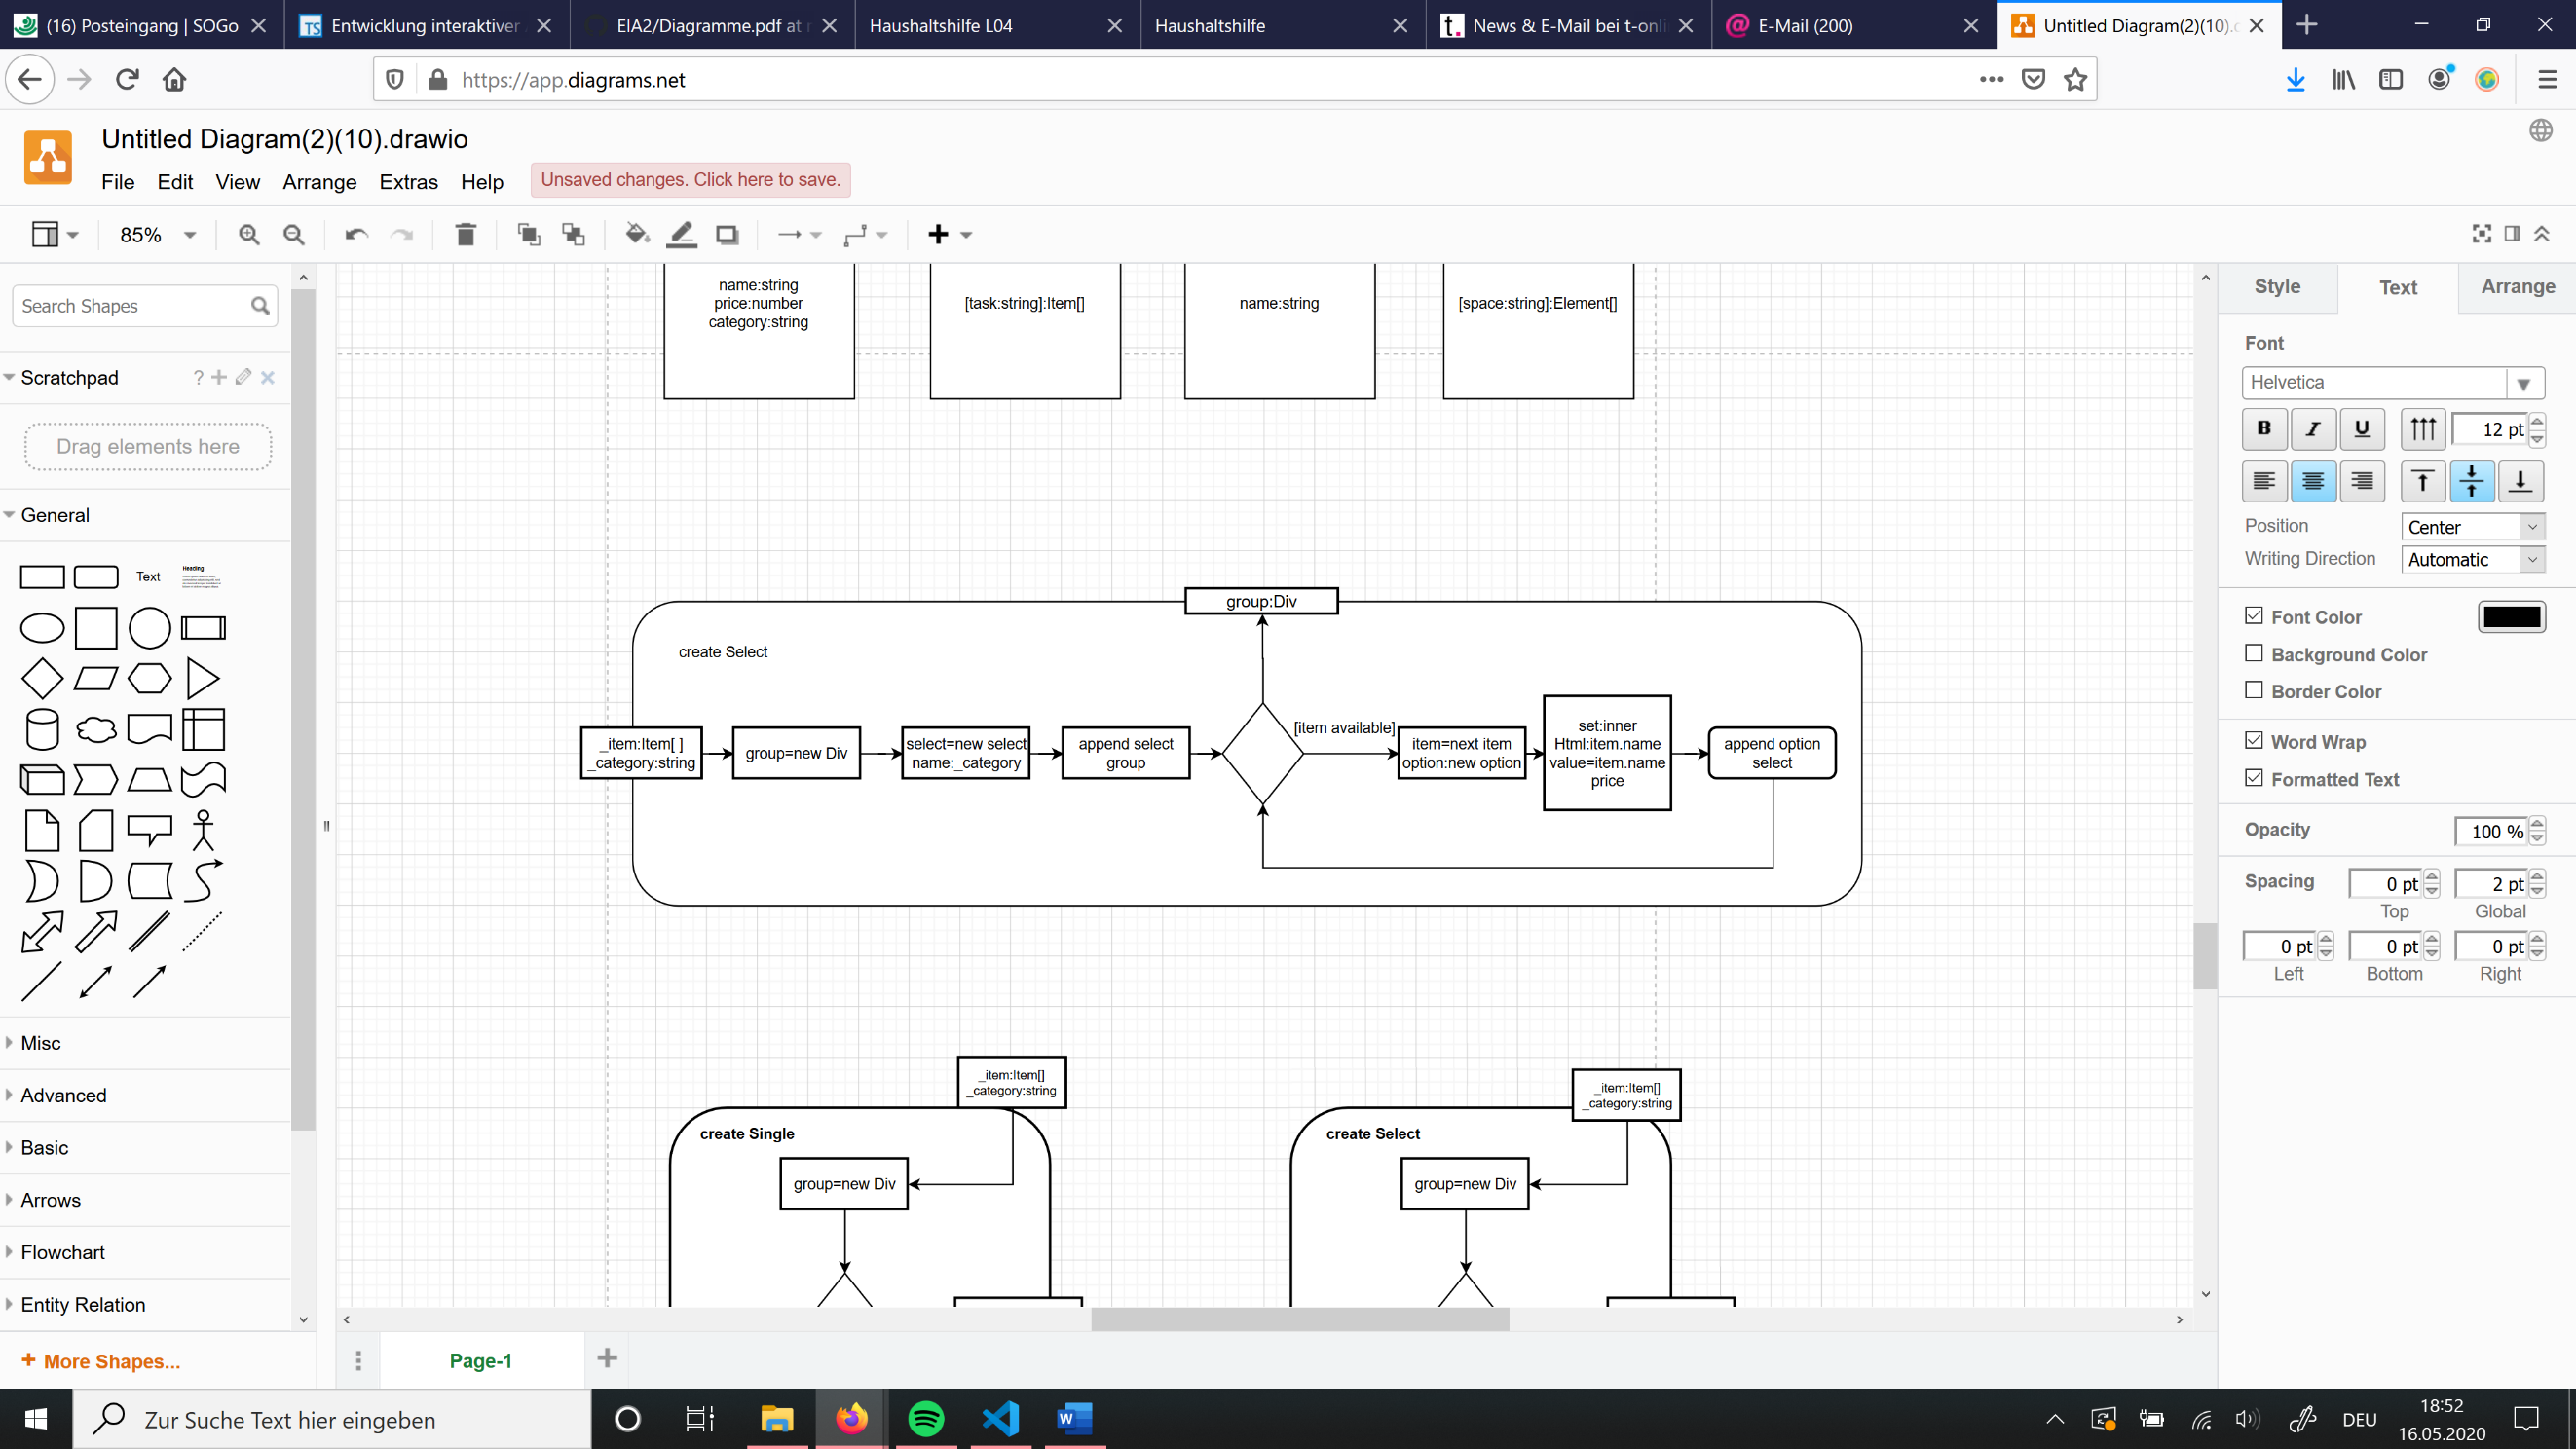 (16) Posteingang | SOGo
Entwicklung interaktiver
EIA2/Diagramme.pdf at
Haushaltshilfe L04
Haushaltshilfe
News & E-Mail bei t-onli
E-Mail (200)
Untitled Diagram(2)(10).
https://app.diagrams.net
Untitled Diagram(2)(10).drawio
File Edit View Arrange Extras Help
Unsaved changes. Click here to save.
85%
Search Shapes
Scratchpad
?
Drag elements here
General
Text
Heading
Misc
Advanced
Basic
Arrows
Flowchart
Entity Relation
+ More Shapes...
name:string
price:number
category:string
[task:string]:Item[]
name:string
[space:string]:Element[]
group:Div
create Select
_item:Item[ ]
_category:string
group=new Div
select=new select
name:_category
append select
group
[item available]
item=next item
option:new option
set:inner
Html:item.name
value=item.name
price
append option
select
_item:Item[]
_category:string
create Single
group=new Div
_item:Item[]
_category:string
create Select
group=new Div
Page-1
Style Text Arrange
Font
Helvetica
B I U
12 pt
Position
Center
Writing Direction
Automatic
Font Color
Background Color
Border Color
Word Wrap
Formatted Text
Opacity
100 %
Spacing
0 pt
2 pt
Top
Global
0 pt
0 pt
0 pt
Left
Bottom
Right
Zur Suche Text hier eingeben
DEU
18:52
16.05.2020